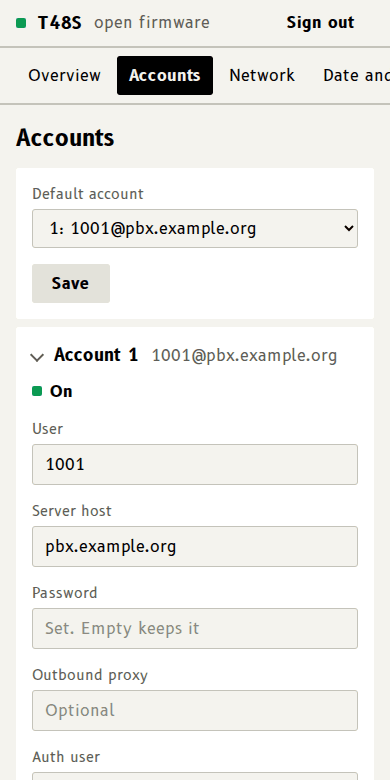 T48S open firmware Sign out
Overview Accounts Network Date and
Accounts
Default account
1: 1001@pbx.example.org
Save
Account 1 1001@pbx.example.org
On
User
1001
Server host
pbx.example.org
Password
Set. Empty keeps it
Outbound proxy
Optional
Auth user